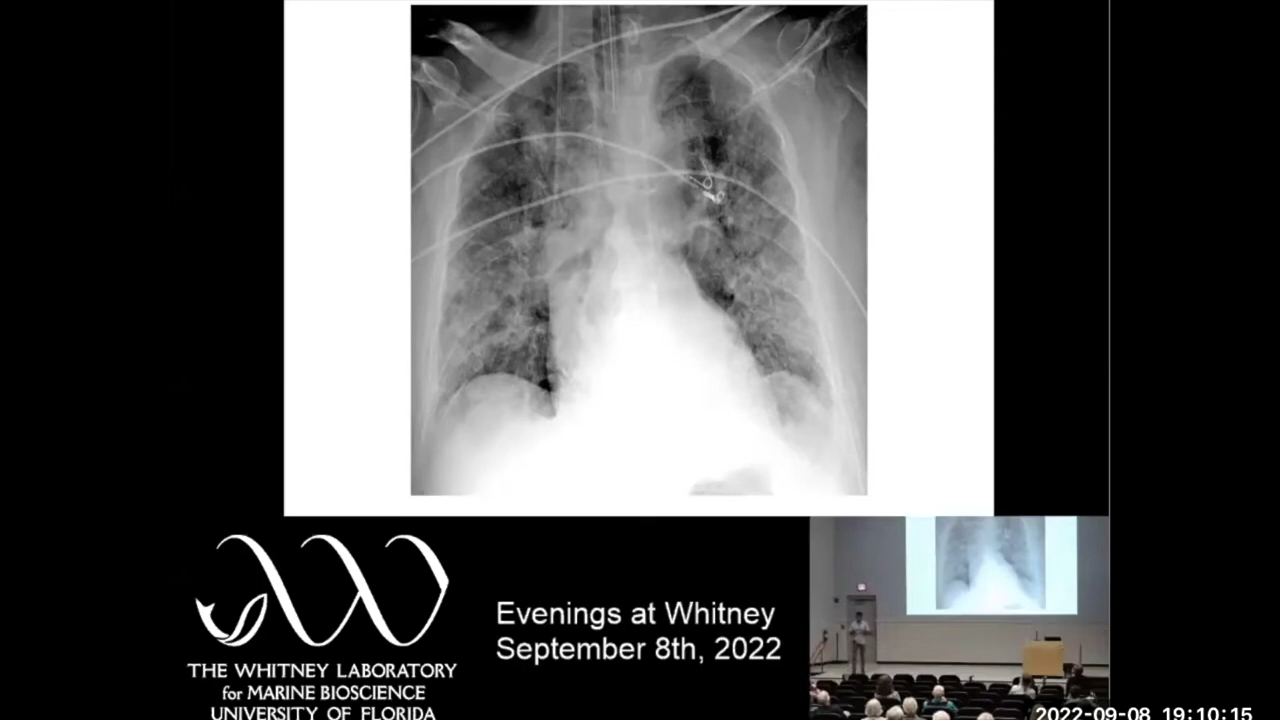 Evenings at Whitney
September 8th, 2022
THE WHITNEY LABORATORY
for MARINE BIOSCIENCE
UNIVERSITY OF FLORIDA
2022-09-08 19:10:15